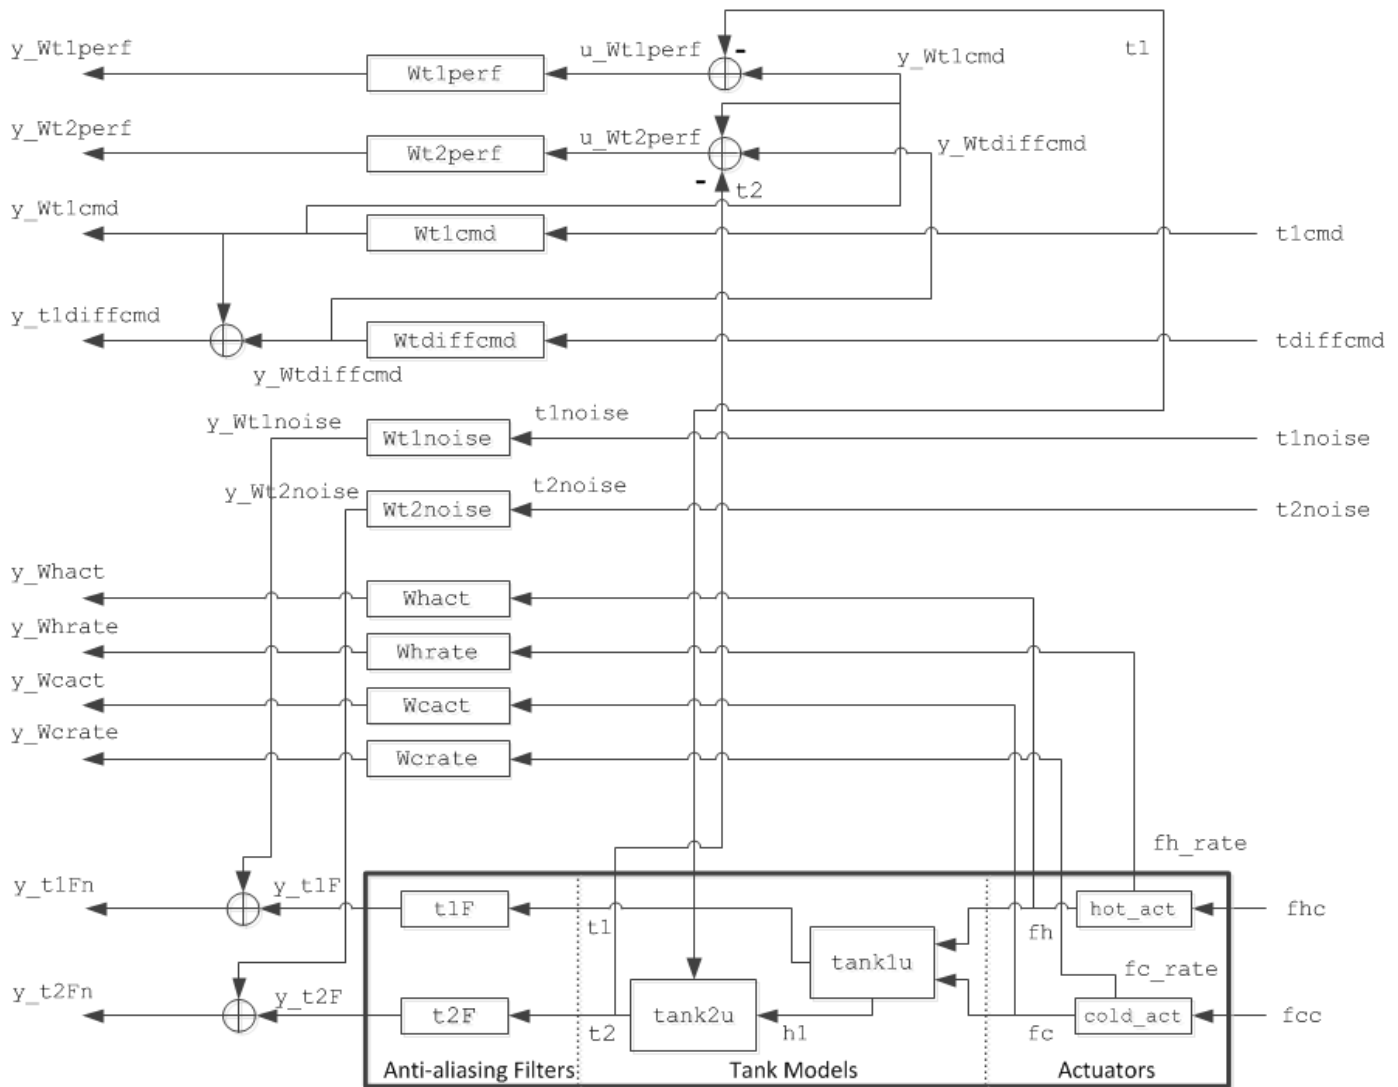 t1
y_Wt1perf
Wt1perf
u_Wt1perf
-
y_Wt1cmd
y_Wt2perf
Wt2perf
u_Wt2perf
y_Wtdiffcmd
-
t2
y_Wt1cmd
Wt1cmd
t1cmd
y_t1diffcmd
Wtdiffcmd
tdiffcmd
y_Wtdiffcmd
y_Wt1noise
Wt1noise
t1noise
t1noise
y_Wt2noise
Wt2noise
t2noise
t2noise
y_Whact
Whact
y_Whrate
Whrate
y_Wcact
Wcact
y_Wcrate
Wcrate
fh_rate
y_t1Fn
y_t1F
t1F
t1
fh
hot_act
fhc
tank1u
fc_rate
y_t2Fn
y_t2F
t2F
t2
tank2u
h1
fc
cold_act
fcc
Anti-aliasing Filters
Tank Models
Actuators